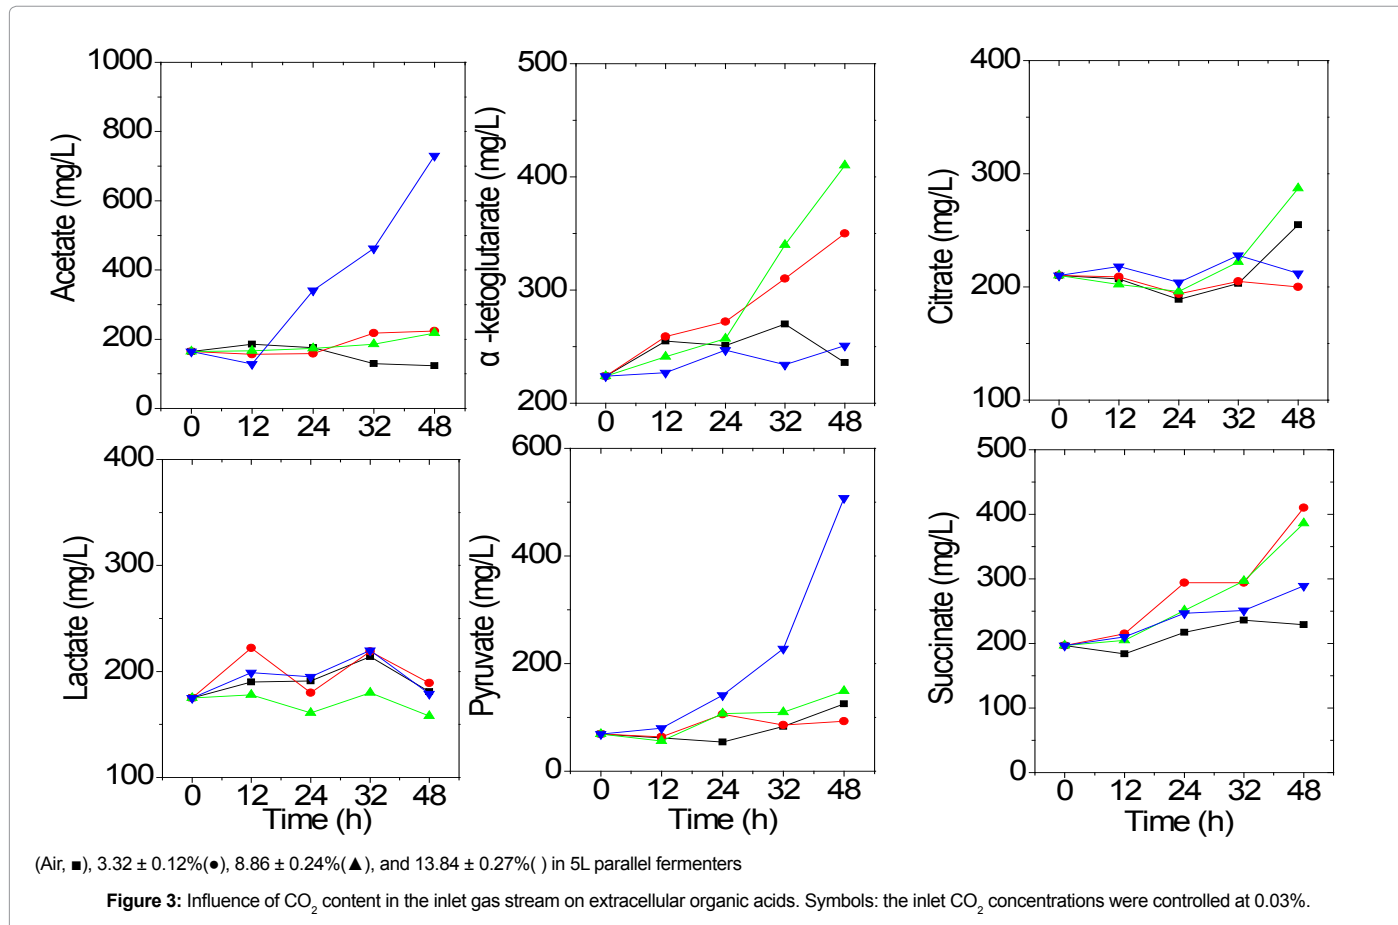 1000
800
600
400
200
0
Acetate (mg/L)
0 12 24 32 48
500
400
300
200
α -ketoglutarate (mg/L)
0 12 24 32 48
400
300
200
100
Citrate (mg/L)
0 12 24 32 48
400
300
200
100
Lactate (mg/L)
0 12 24 32 48
Time (h)
600
400
200
0
Pyruvate (mg/L)
0 12 24 32 48
Time (h)
500
400
300
200
100
0
Succinate (mg/L)
0 12 24 32 48
Time (h)
(Air, ■), 3.32 ± 0.12%(●), 8.86 ± 0.24%(▲), and 13.84 ± 0.27%( ) in 5L parallel fermenters
Figure 3: Influence of CO₂ content in the inlet gas stream on extracellular organic acids. Symbols: the inlet CO₂ concentrations were controlled at 0.03%.